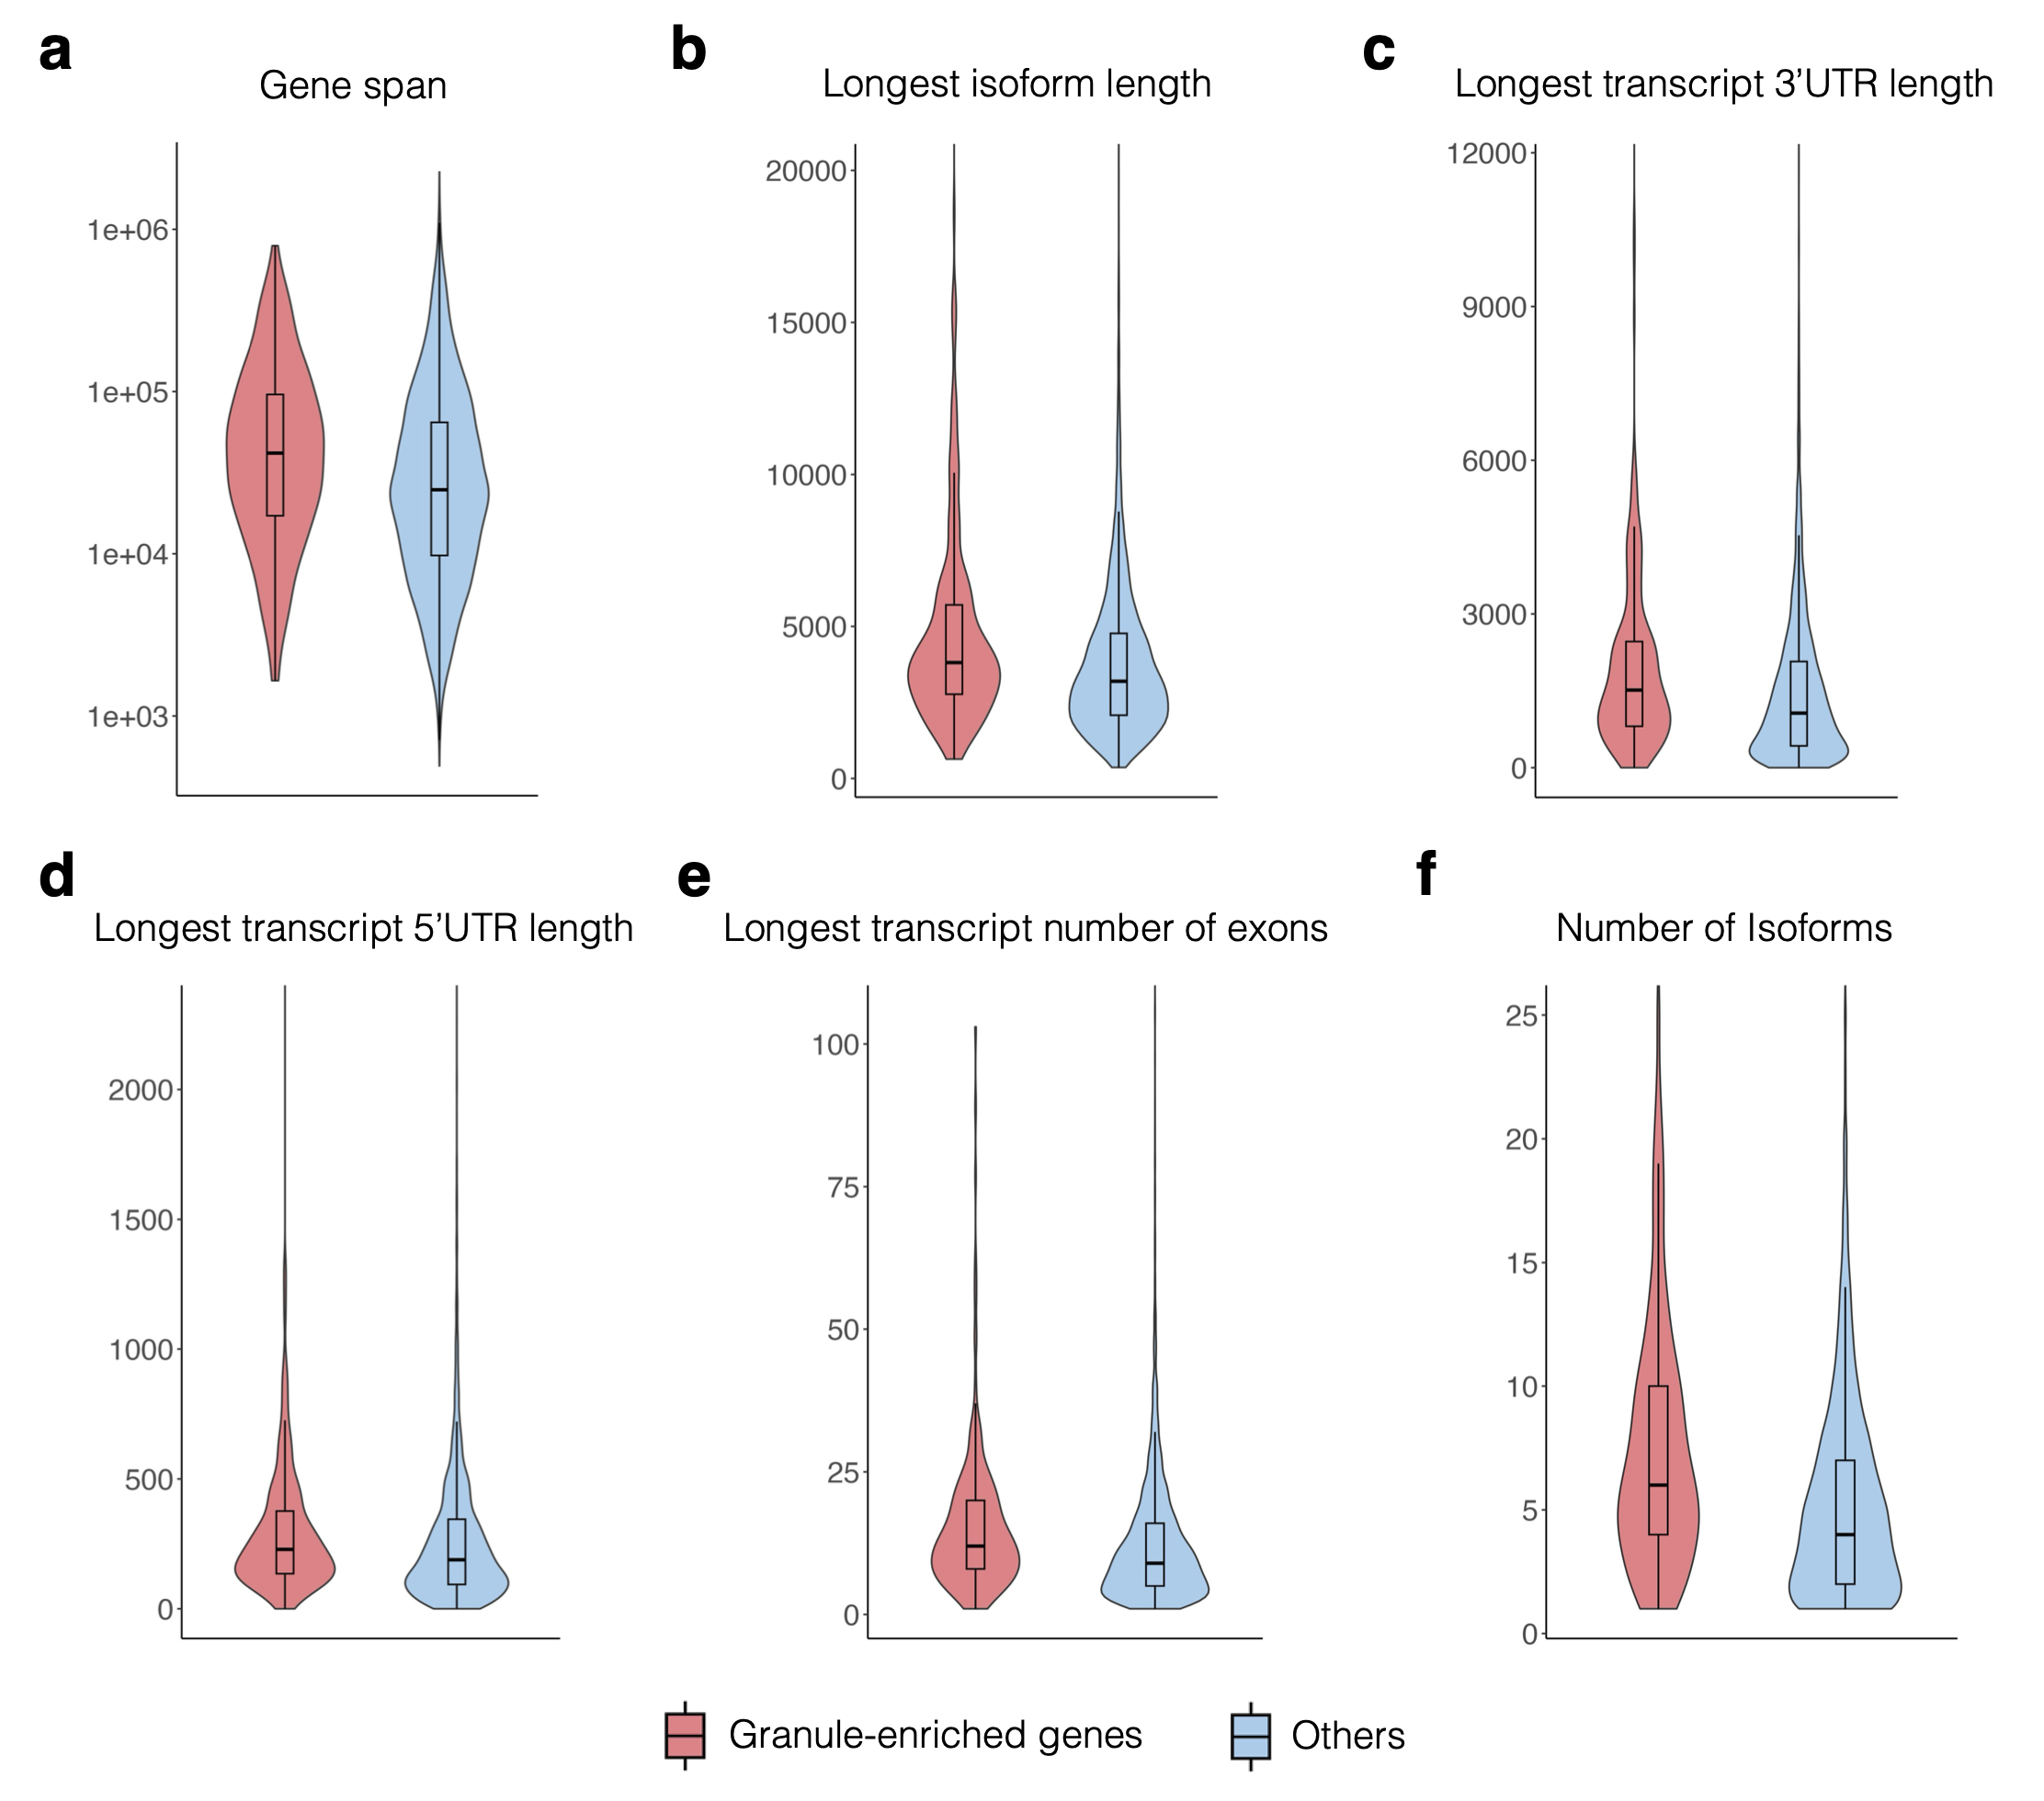 a
Gene span
1e+06
1e+05
1e+04
1e+03
b
Longest isoform length
20000
15000
10000
5000
0
c
Longest transcript 3’UTR length
12000
9000
6000
3000
0
d
Longest transcript 5’UTR length
2000
1500
1000
500
0
e
Longest transcript number of exons
100
75
50
25
0
f
Number of Isoforms
25
20
15
10
5
0
Granule-enriched genes
Others